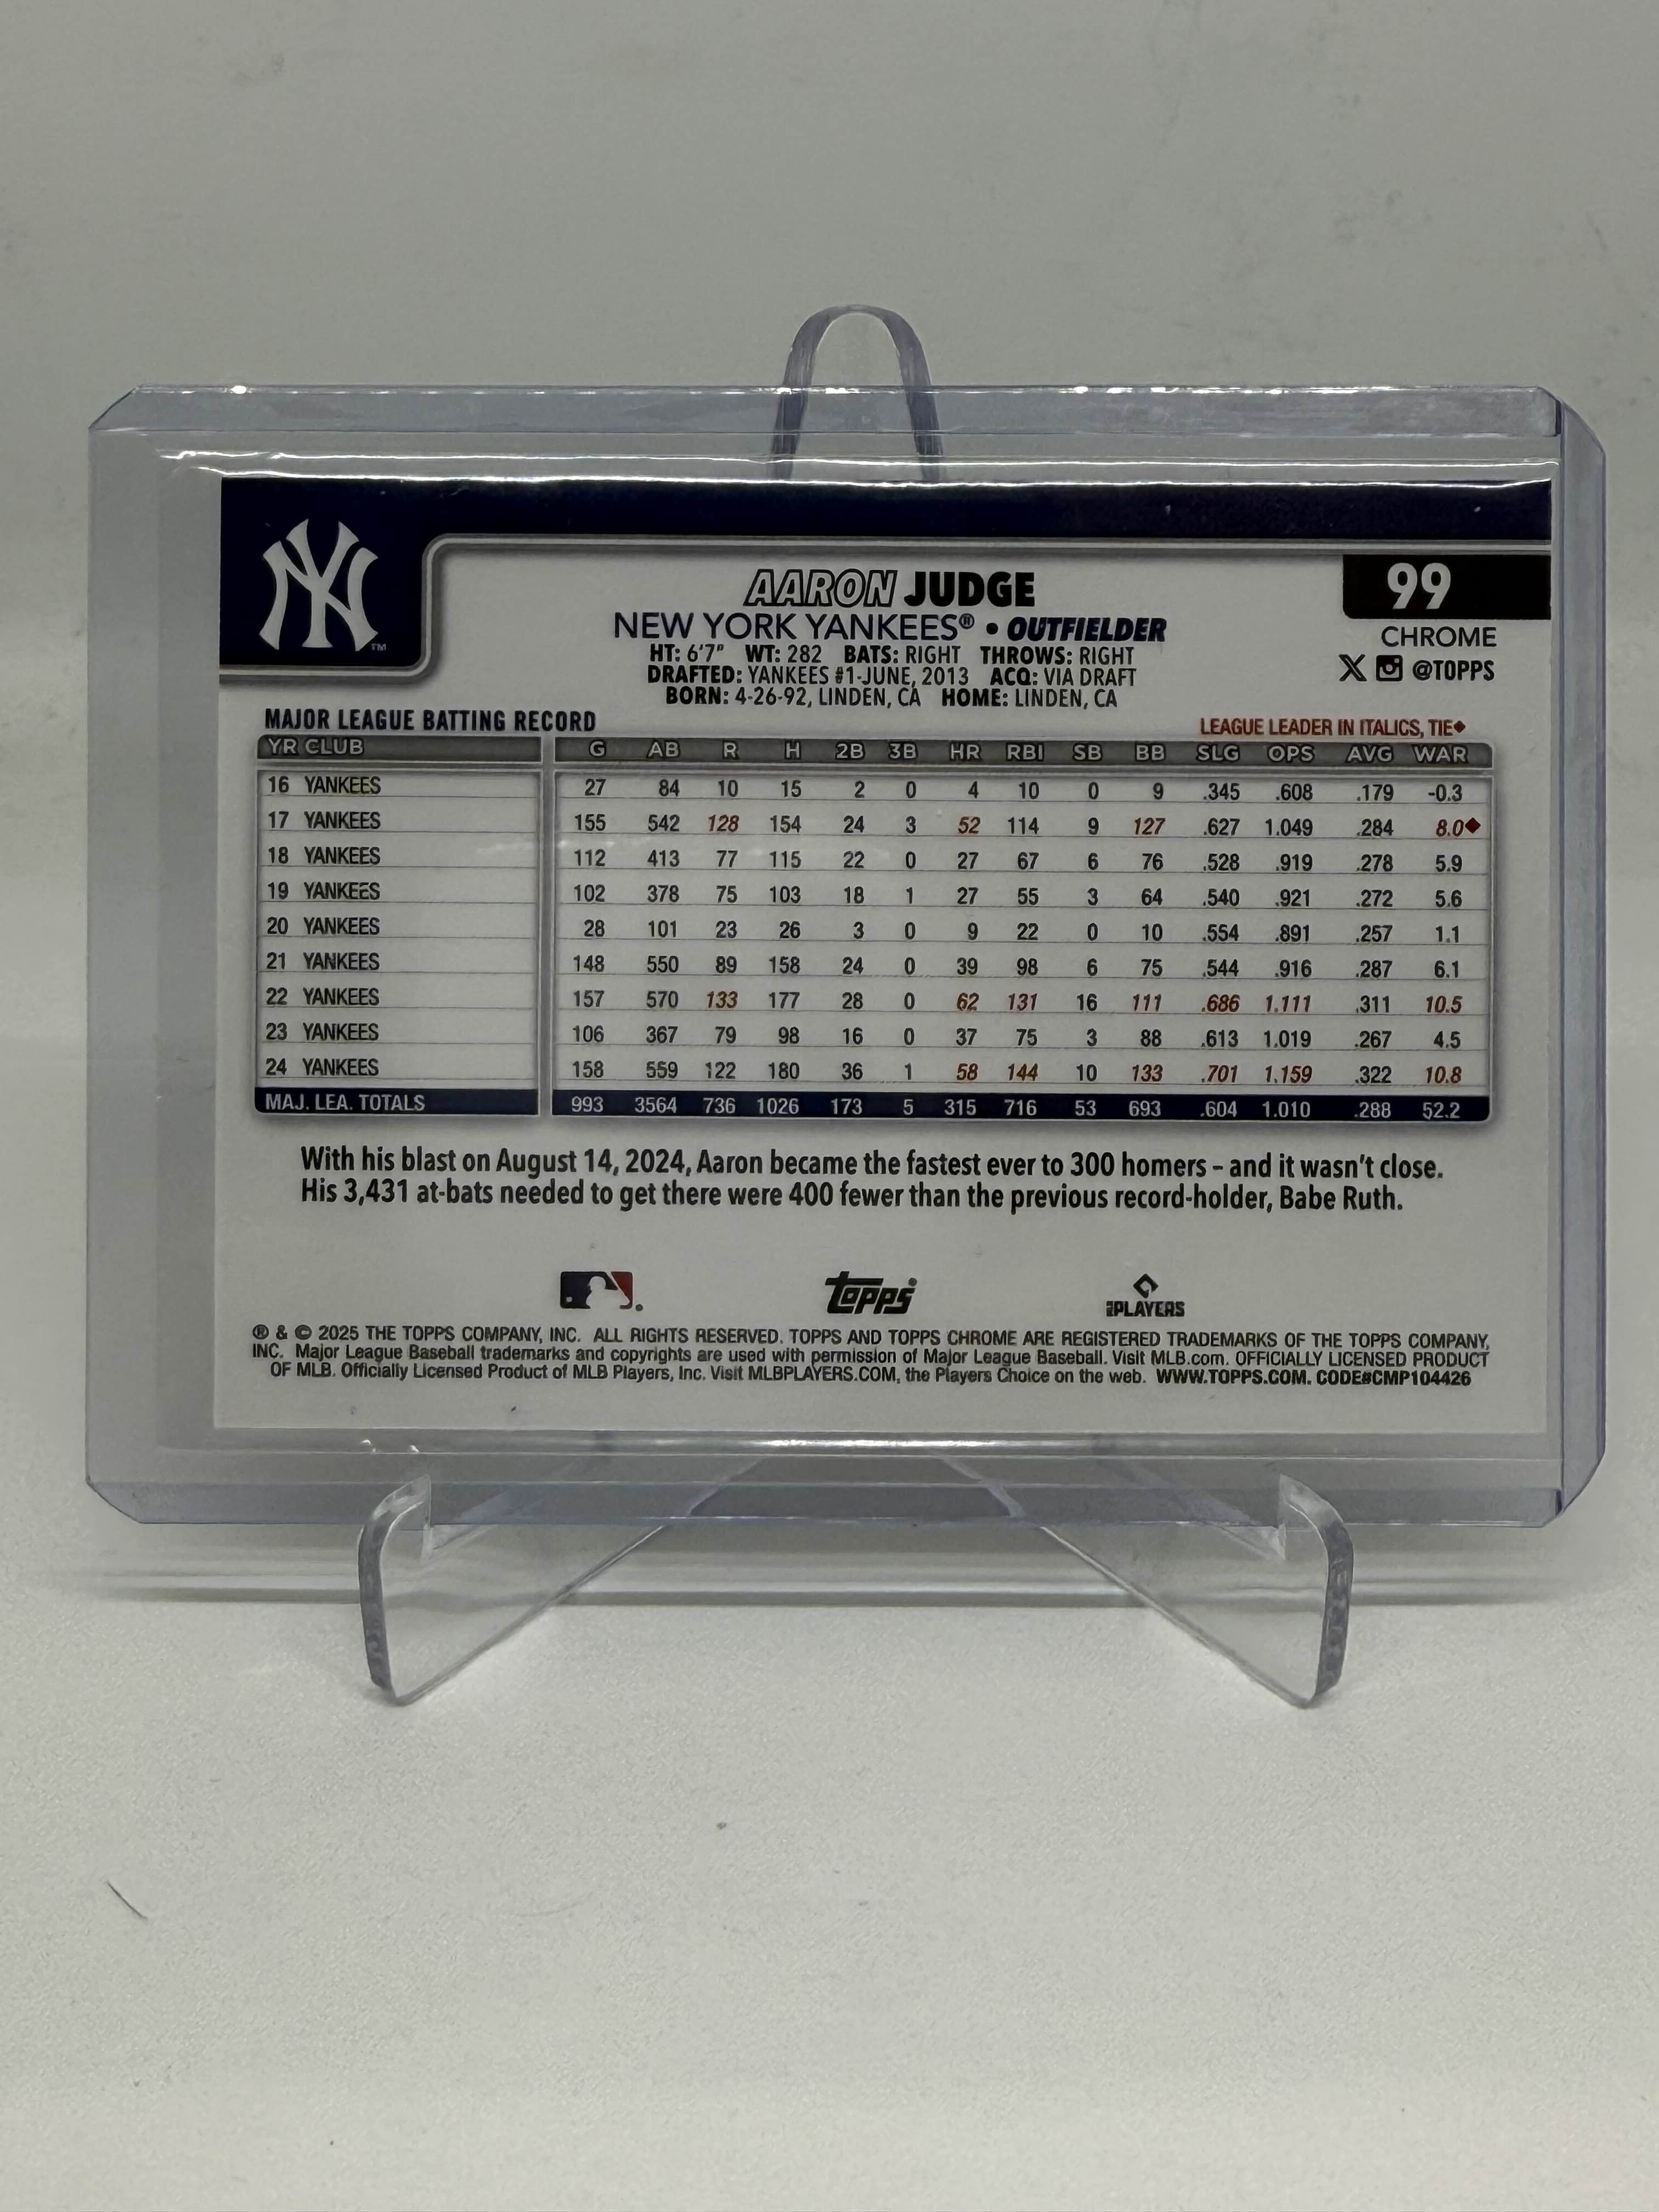 NY™
AARON JUDGE
99
NEW YORK YANKEES® • OUTFIELDER
CHROME
HT: 6'7" WT: 282 BATS: RIGHT THROWS: RIGHT
X @TOPPS
DRAFTED: YANKEES #1-JUNE, 2013 ACQ: VIA DRAFT
BORN: 4-26-92, LINDEN, CA HOME: LINDEN, CA
MAJOR LEAGUE BATTING RECORD
LEAGUE LEADER IN ITALICS, TIE◆
YR CLUB G AB R H 2B 3B HR RBI SB BB SLG OPS AVG WAR
16 YANKEES 27 84 10 15 2 0 4 10 0 9 .345 .608 .179 -0.3
17 YANKEES 155 542 128 154 24 3 52 114 9 127 .627 1.049 .284 8.0◆
18 YANKEES 112 413 77 115 22 0 27 67 6 76 .528 .919 .278 5.9
19 YANKEES 102 378 75 103 18 1 27 55 3 64 .540 .921 .272 5.6
20 YANKEES 28 101 23 26 3 0 9 22 0 10 .554 .891 .257 1.1
21 YANKEES 148 550 89 158 24 0 39 98 6 75 .544 .916 .287 6.1
22 YANKEES 157 570 133 177 28 0 62 131 16 111 .686 1.111 .311 10.5
23 YANKEES 106 367 79 98 16 0 37 75 3 88 .613 1.019 .267 4.5
24 YANKEES 158 559 122 180 36 1 58 144 10 133 .701 1.159 .322 10.8
MAJ. LEA. TOTALS 993 3564 736 1026 173 5 315 716 53 693 .604 1.010 .288 52.2
With his blast on August 14, 2024, Aaron became the fastest ever to 300 homers – and it wasn't close.
His 3,431 at-bats needed to get there were 400 fewer than the previous record-holder, Babe Ruth.
Topps
MLB PLAYERS
® & © 2025 THE TOPPS COMPANY, INC. ALL RIGHTS RESERVED. TOPPS AND TOPPS CHROME ARE REGISTERED TRADEMARKS OF THE TOPPS COMPANY,
INC. Major League Baseball trademarks and copyrights are used with permission of Major League Baseball. Visit MLB.com. OFFICIALLY LICENSED PRODUCT
OF MLB. Officially Licensed Product of MLB Players, Inc. Visit MLBPLAYERS.COM, the Players Choice on the web. WWW.TOPPS.COM. CODE#CMP104426